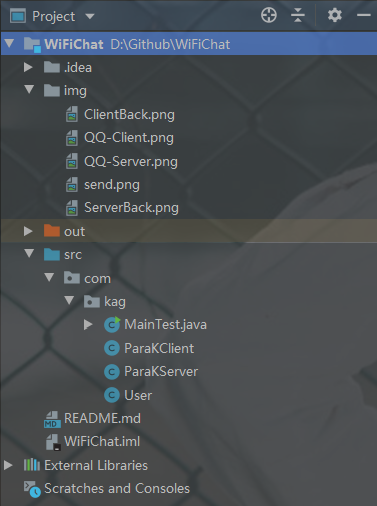 Project
WiFiChat D:\Github\WiFiChat
.idea
img
ClientBack.png
QQ-Client.png
QQ-Server.png
send.png
ServerBack.png
out
src
com
kag
MainTest.java
ParaKClient
ParaKServer
User
README.md
WiFiChat.iml
External Libraries
Scratches and Consoles